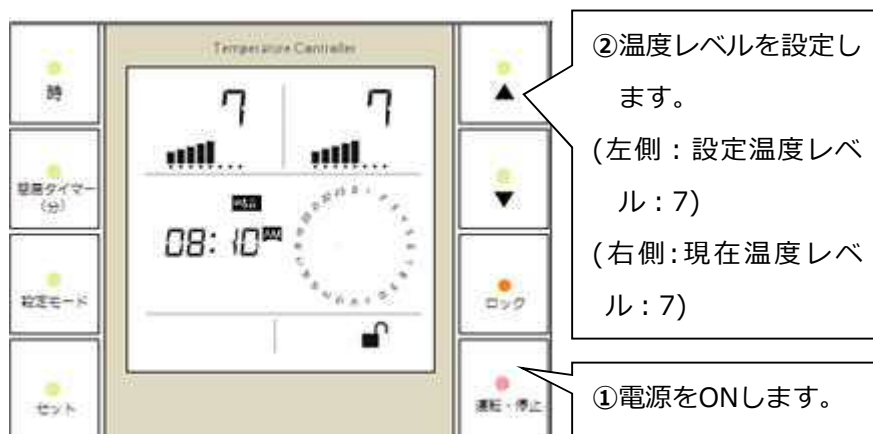 Temperature Controller
時
7
7
▲
②温度レベルを設定し
ます。
(左側：設定温度レベ
ル：7)
(右側：現在温度レベ
ル：7)
簡易タイマー
(分)
▼
08:10 AM
設定モード
ロック
セット
運転・停止
①電源をONします。